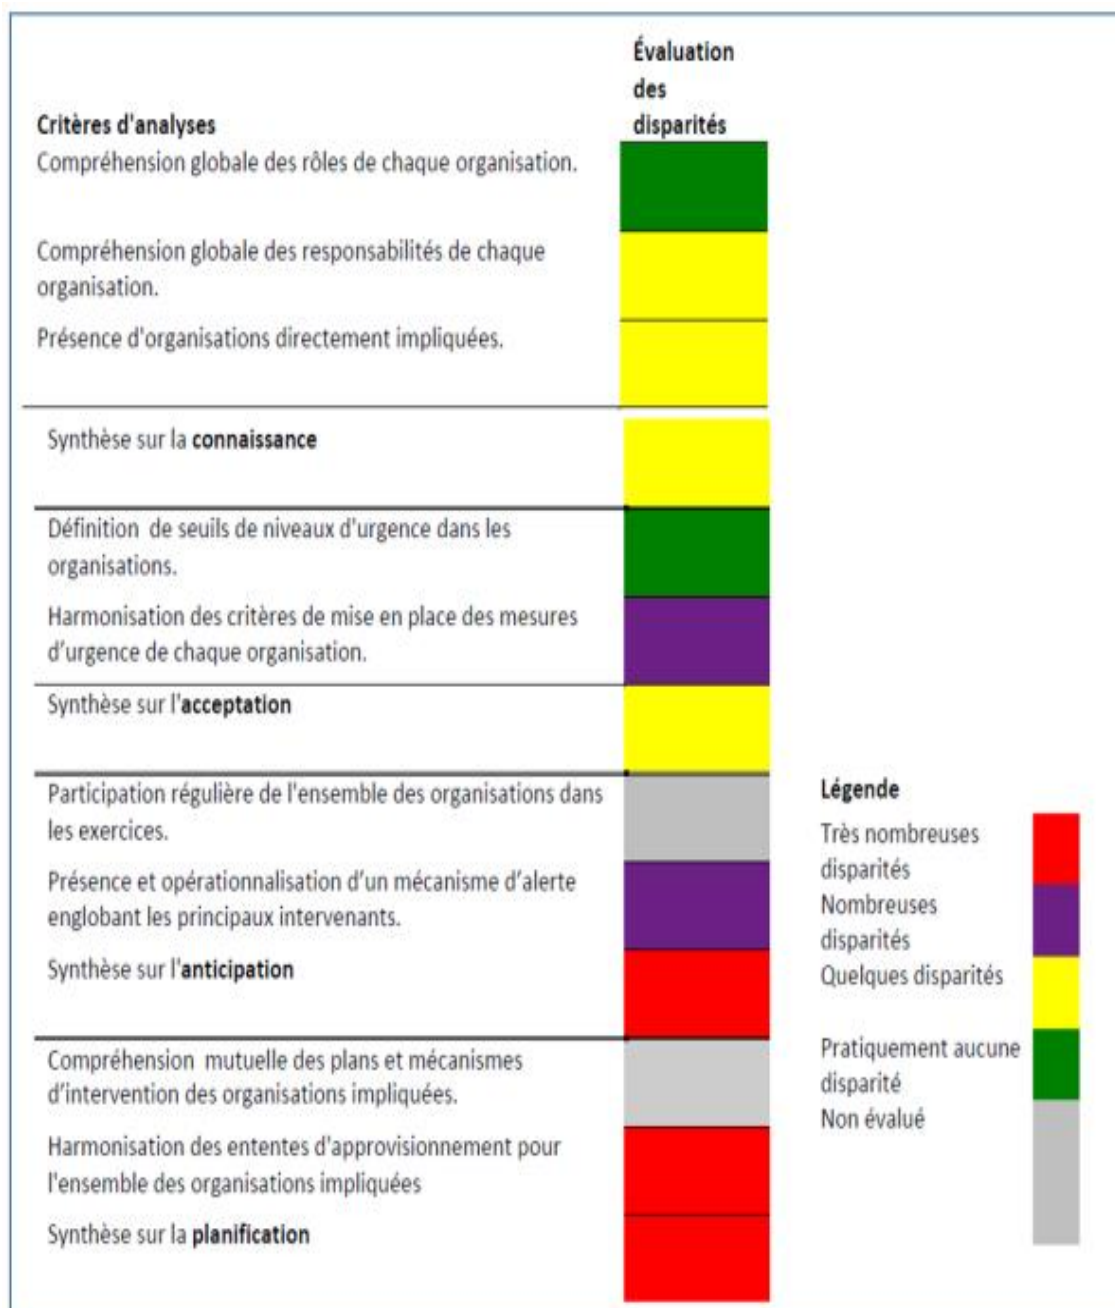 Évaluation
des
disparités
Critères d'analyses
Compréhension globale des rôles de chaque organisation.
Compréhension globale des responsabilités de chaque
organisation.
Présence d'organisations directement impliquées.
Synthèse sur la connaissance
Définition de seuils de niveaux d'urgence dans les
organisations.
Harmonisation des critères de mise en place des mesures
d’urgence de chaque organisation.
Synthèse sur l'acceptation
Participation régulière de l'ensemble des organisations dans
les exercices.
Présence et opérationnalisation d’un mécanisme d’alerte
englobant les principaux intervenants.
Synthèse sur l'anticipation
Compréhension mutuelle des plans et mécanismes
d’intervention des organisations impliquées.
Harmonisation des ententes d'approvisionnement pour
l'ensemble des organisations impliquées
Synthèse sur la planification
Légende
Très nombreuses
disparités
Nombreuses
disparités
Quelques disparités
Pratiquement aucune
disparité
Non évalué